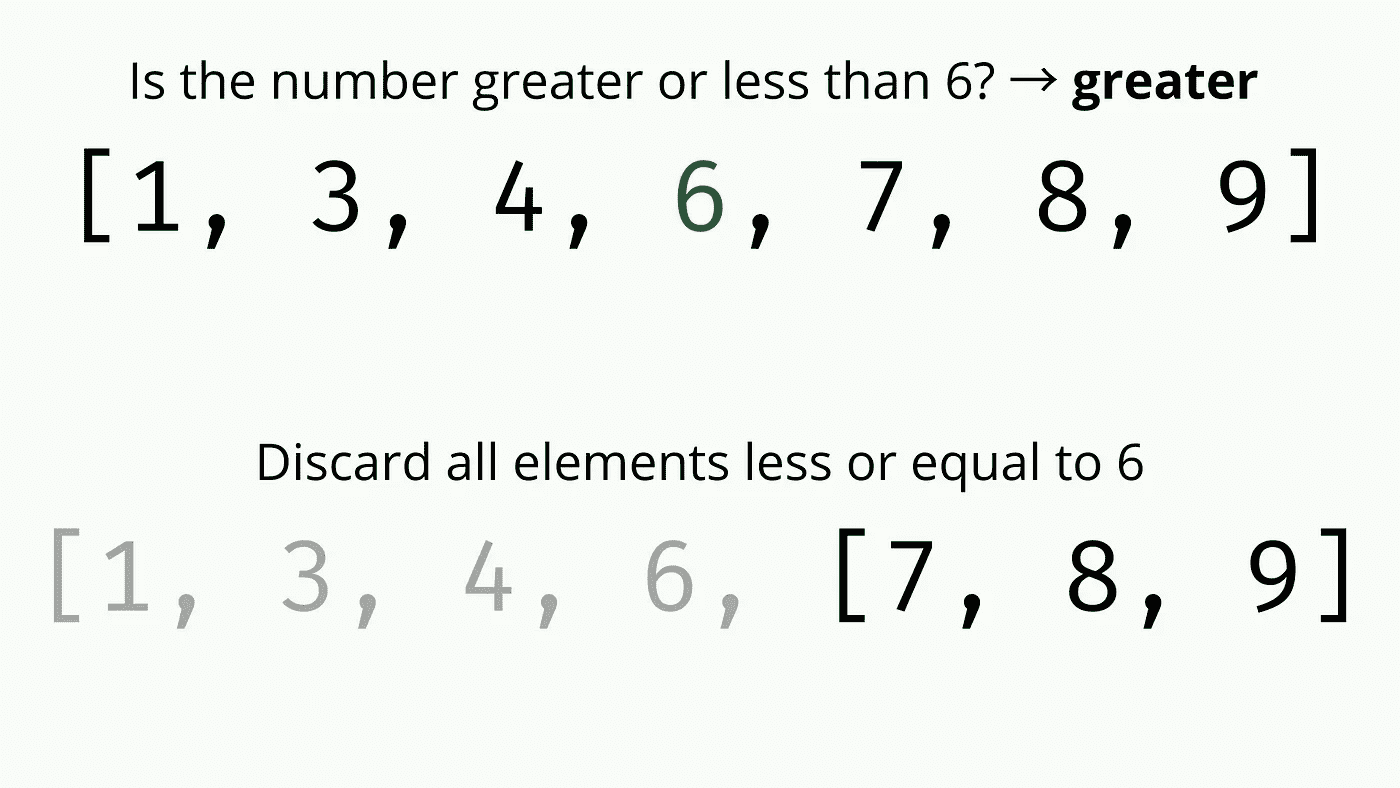 Is the number greater or less than 6? → greater
[1, 3, 4, 6, 7, 8, 9]
Discard all elements less or equal to 6
[1, 3, 4, 6, [7, 8, 9]